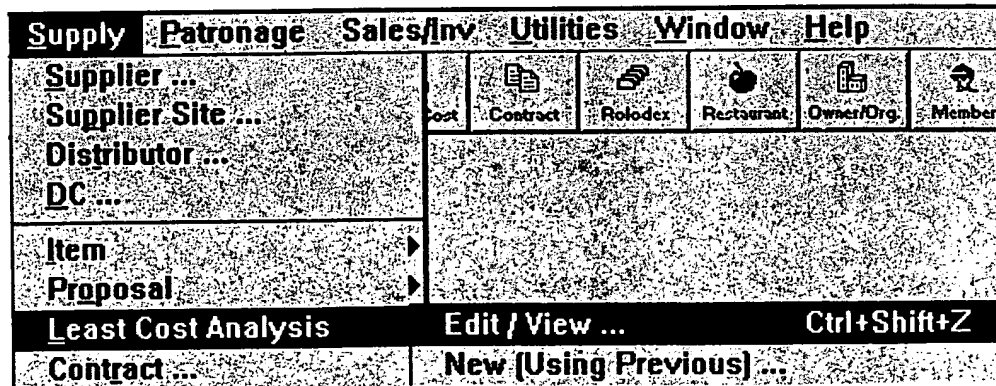 Supply Patronage Sales/Inv Utilities Window Help
Supplier ...
Supplier Site ...
Distributor ...
DC ...
Cost Contract Rolodex Restaurant Owner/Org. Member
Item
Proposal
Least Cost Analysis Edit / View ... Ctrl+Shift+Z
Contract ... New (Using Previous) ...